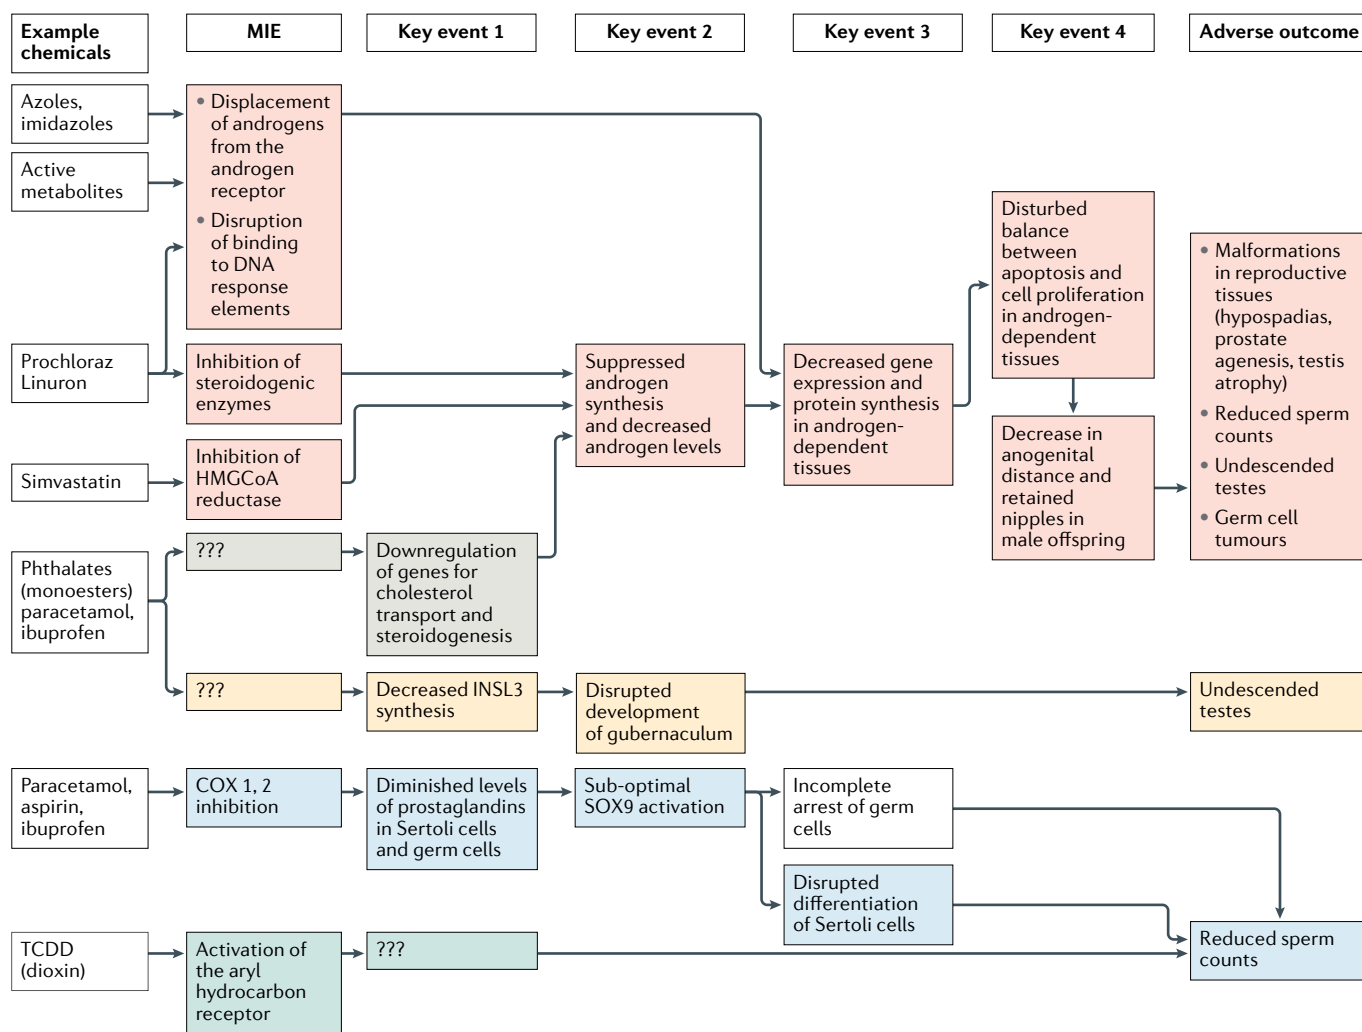 Example
chemicals
MIE
Key event 1
Key event 2
Key event 3
Key event 4
Adverse outcome
Azoles,
imidazoles
Active
metabolites
Prochloraz
Linuron
Simvastatin
Phthalates
(monoesters)
paracetamol,
ibuprofen
Paracetamol,
aspirin,
ibuprofen
TCDD
(dioxin)
• Displacement
of androgens
from the
androgen
receptor
• Disruption
of binding
to DNA
response
elements
Inhibition of
steroidogenic
enzymes
Inhibition of
HMGCoA
reductase
???
???
COX 1, 2
inhibition
Activation of
the aryl
hydrocarbon
receptor
Downregulation
of genes for
cholesterol
transport and
steroidogenesis
Decreased INSL3
synthesis
Diminished levels
of prostaglandins
in Sertoli cells
and germ cells
???
Suppressed
androgen
synthesis
and decreased
androgen levels
Disrupted
development
of gubernaculum
Sub-optimal
SOX9 activation
Decreased gene
expression and
protein synthesis
in androgen-
dependent
tissues
Incomplete
arrest of germ
cells
Disrupted
differentiation
of Sertoli cells
Disturbed
balance
between
apoptosis and
cell proliferation
in androgen-
dependent
tissues
Decrease in
anogenital
distance and
retained
nipples in
male offspring
• Malformations
in reproductive
tissues
(hypospadias,
prostate
agenesis, testis
atrophy)
• Reduced sperm
counts
• Undescended
testes
• Germ cell
tumours
Undescended
testes
Reduced sperm
counts